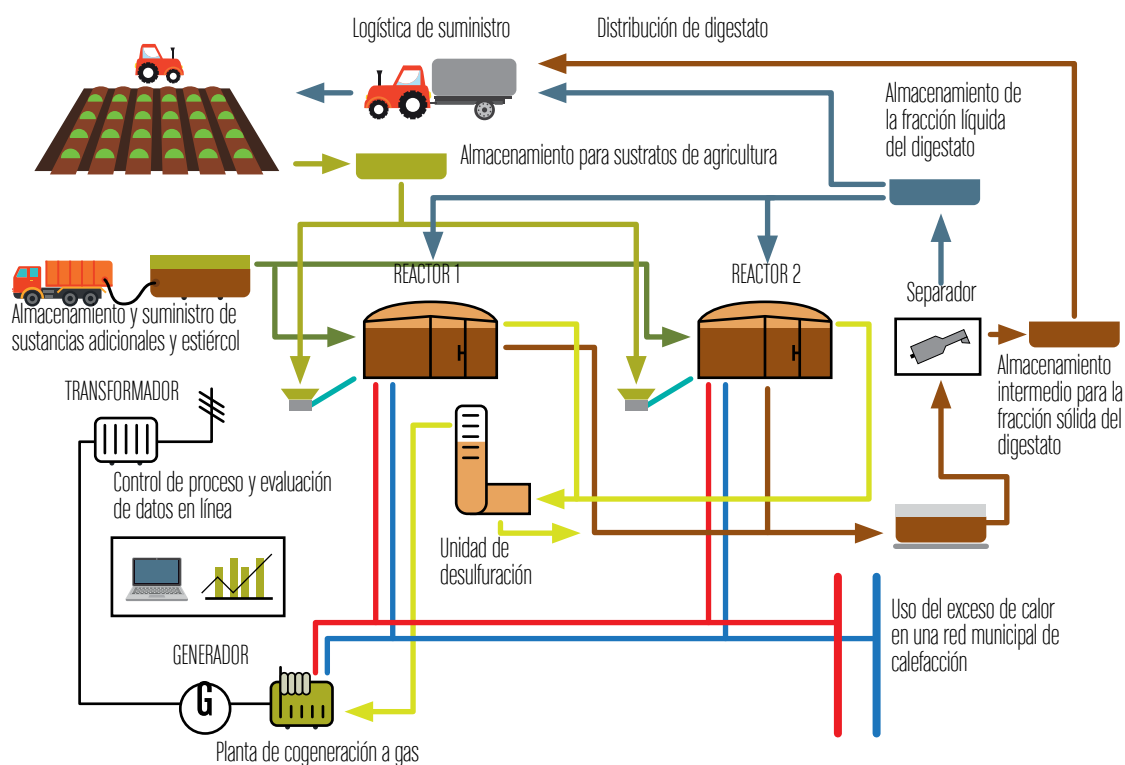 Logística de suministro
Distribución de digestato
Almacenamiento de
la fracción líquida
del digestato
Almacenamiento para sustratos de agricultura
REACTOR 1
REACTOR 2
Separador
Almacenamiento y suministro de
sustancias adicionales y estiércol
Almacenamiento
intermedio para la
fracción sólida del
digestato
TRANSFORMADOR
Control de proceso y evaluación
de datos en línea
Unidad de
desulfuración
Uso del exceso de calor
en una red municipal de
calefacción
GENERADOR
G
Planta de cogeneración a gas